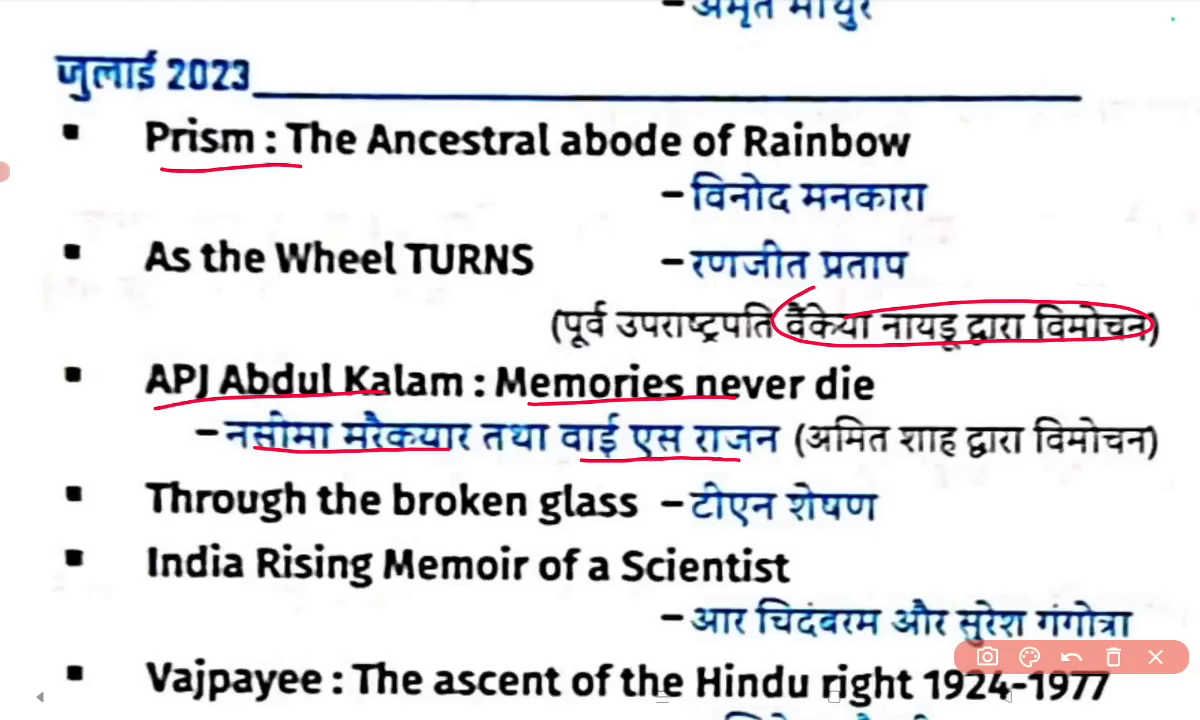 - अमृत माथुर
जुलाई 2023
▪ Prism : The Ancestral abode of Rainbow
- विनोद मनकारा
▪ As the Wheel TURNS - रणजीत प्रताप
(पूर्व उपराष्ट्रपति वैंकेया नायडू द्वारा विमोचन)
▪ APJ Abdul Kalam : Memories never die
- नसीमा मरैकयार तथा वाई एस राजन (अमित शाह द्वारा विमोचन)
▪ Through the broken glass - टीएन शेषण
▪ India Rising Memoir of a Scientist
- आर चिदंबरम और सुरेश गंगोत्रा
▪ Vajpayee : The ascent of the Hindu right 1924-1977